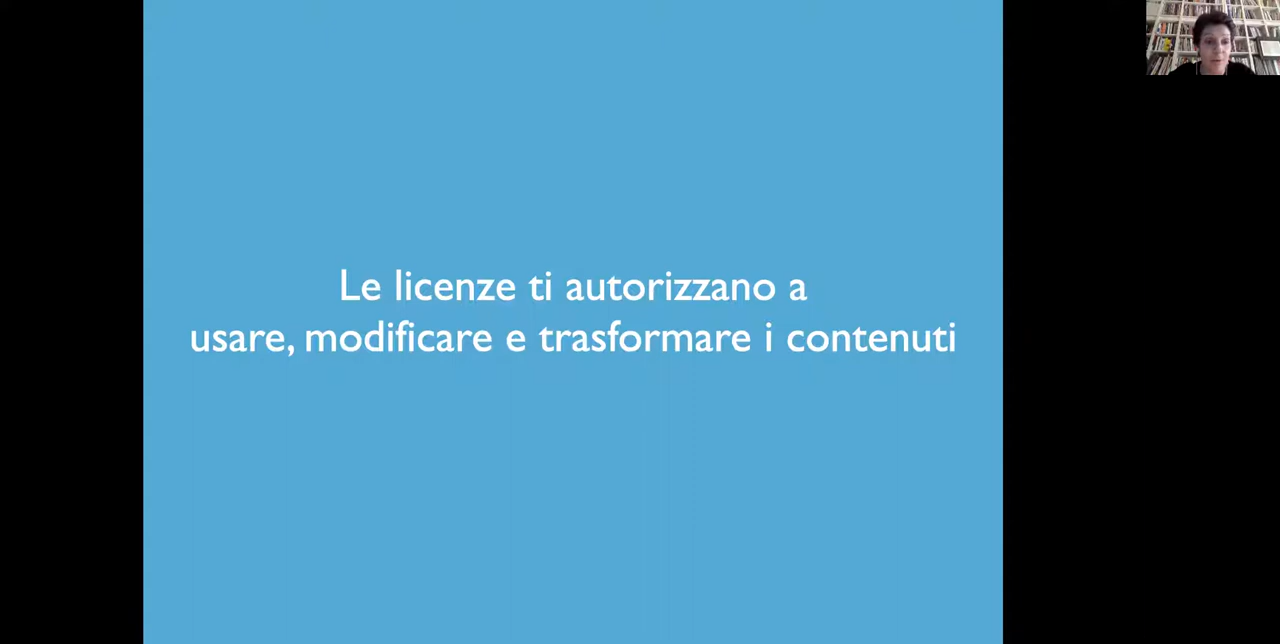 Le licenze ti autorizzano a
usare, modificare e trasformare i contenuti